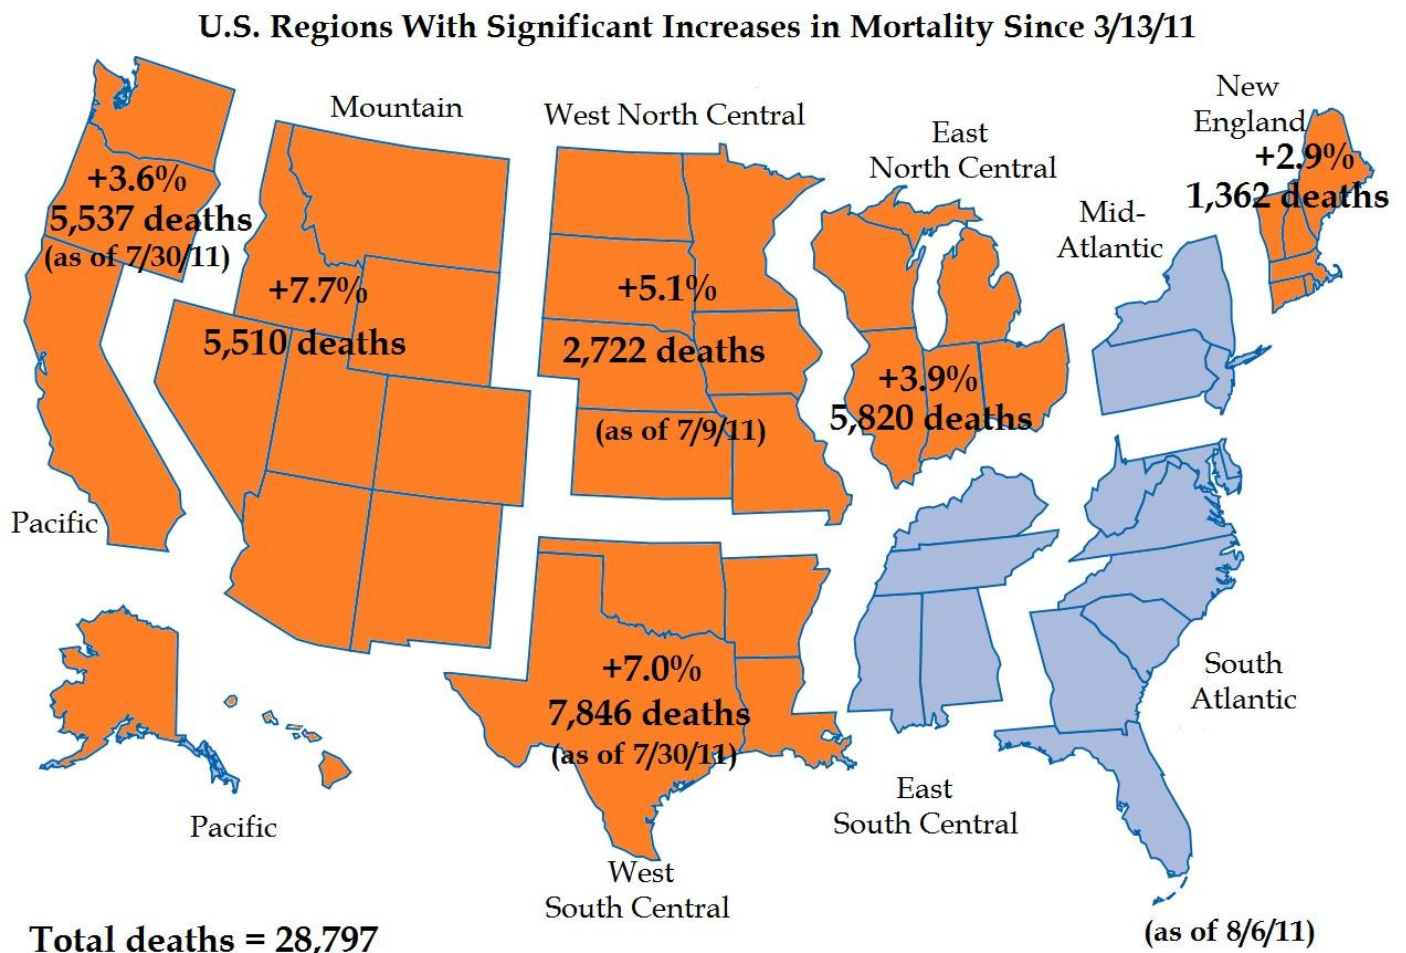 U.S. Regions With Significant Increases in Mortality Since 3/13/11
Mountain
West North Central
East
North Central
New
England
+2.9%
1,362 deaths
Mid-
Atlantic
+3.6%
5,537 deaths
(as of 7/30/11)
+7.7%
5,510 deaths
+5.1%
2,722 deaths
(as of 7/9/11)
+3.9%
5,820 deaths
Pacific
+7.0%
7,846 deaths
(as of 7/30/11)
South
Atlantic
Pacific
East
South Central
West
South Central
Total deaths = 28,797
(as of 8/6/11)